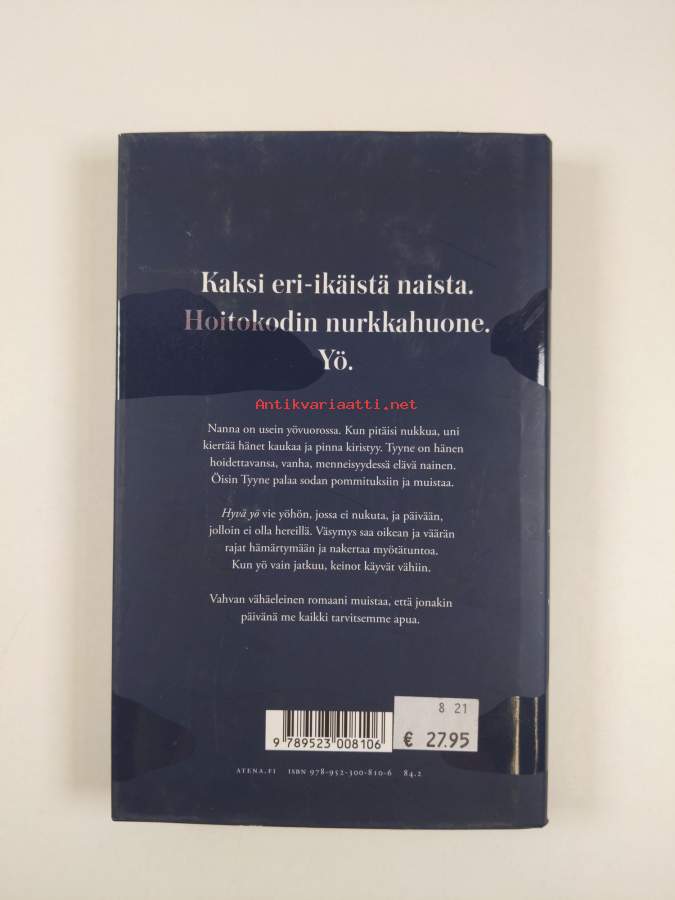 Kaksi eri-ikäistä naista.
Hoitokodin nurkkahuone.
Yö.
Antikvariaatti.net
Nanna on usein yövuorossa. Kun pitäisi nukkua, uni
kiertää hänet kaukaa ja pinna kiristyy. Tyyne on hänen
hoidettavansa, vanha, menneisyydessä elävä nainen.
Öisin Tyyne palaa sodan pommituksiin ja muistaa.
Hyvä yö vie yöhön, jossa ei nukuta, ja päivään,
jolloin ei olla hereillä. Väsymys saa oikean ja väärän
rajat hämärtymään ja nakertaa myötätuntoa.
Kun yö vain jatkuu, keinot käyvät vähiin.
Vahvan vähäeleinen romaani muistaa, että jonakin
päivänä me kaikki tarvitsemme apua.
8 21
€ 27.95
9 789523 008106
ATENA.FI ISBN 978-952-300-810-6 84.2